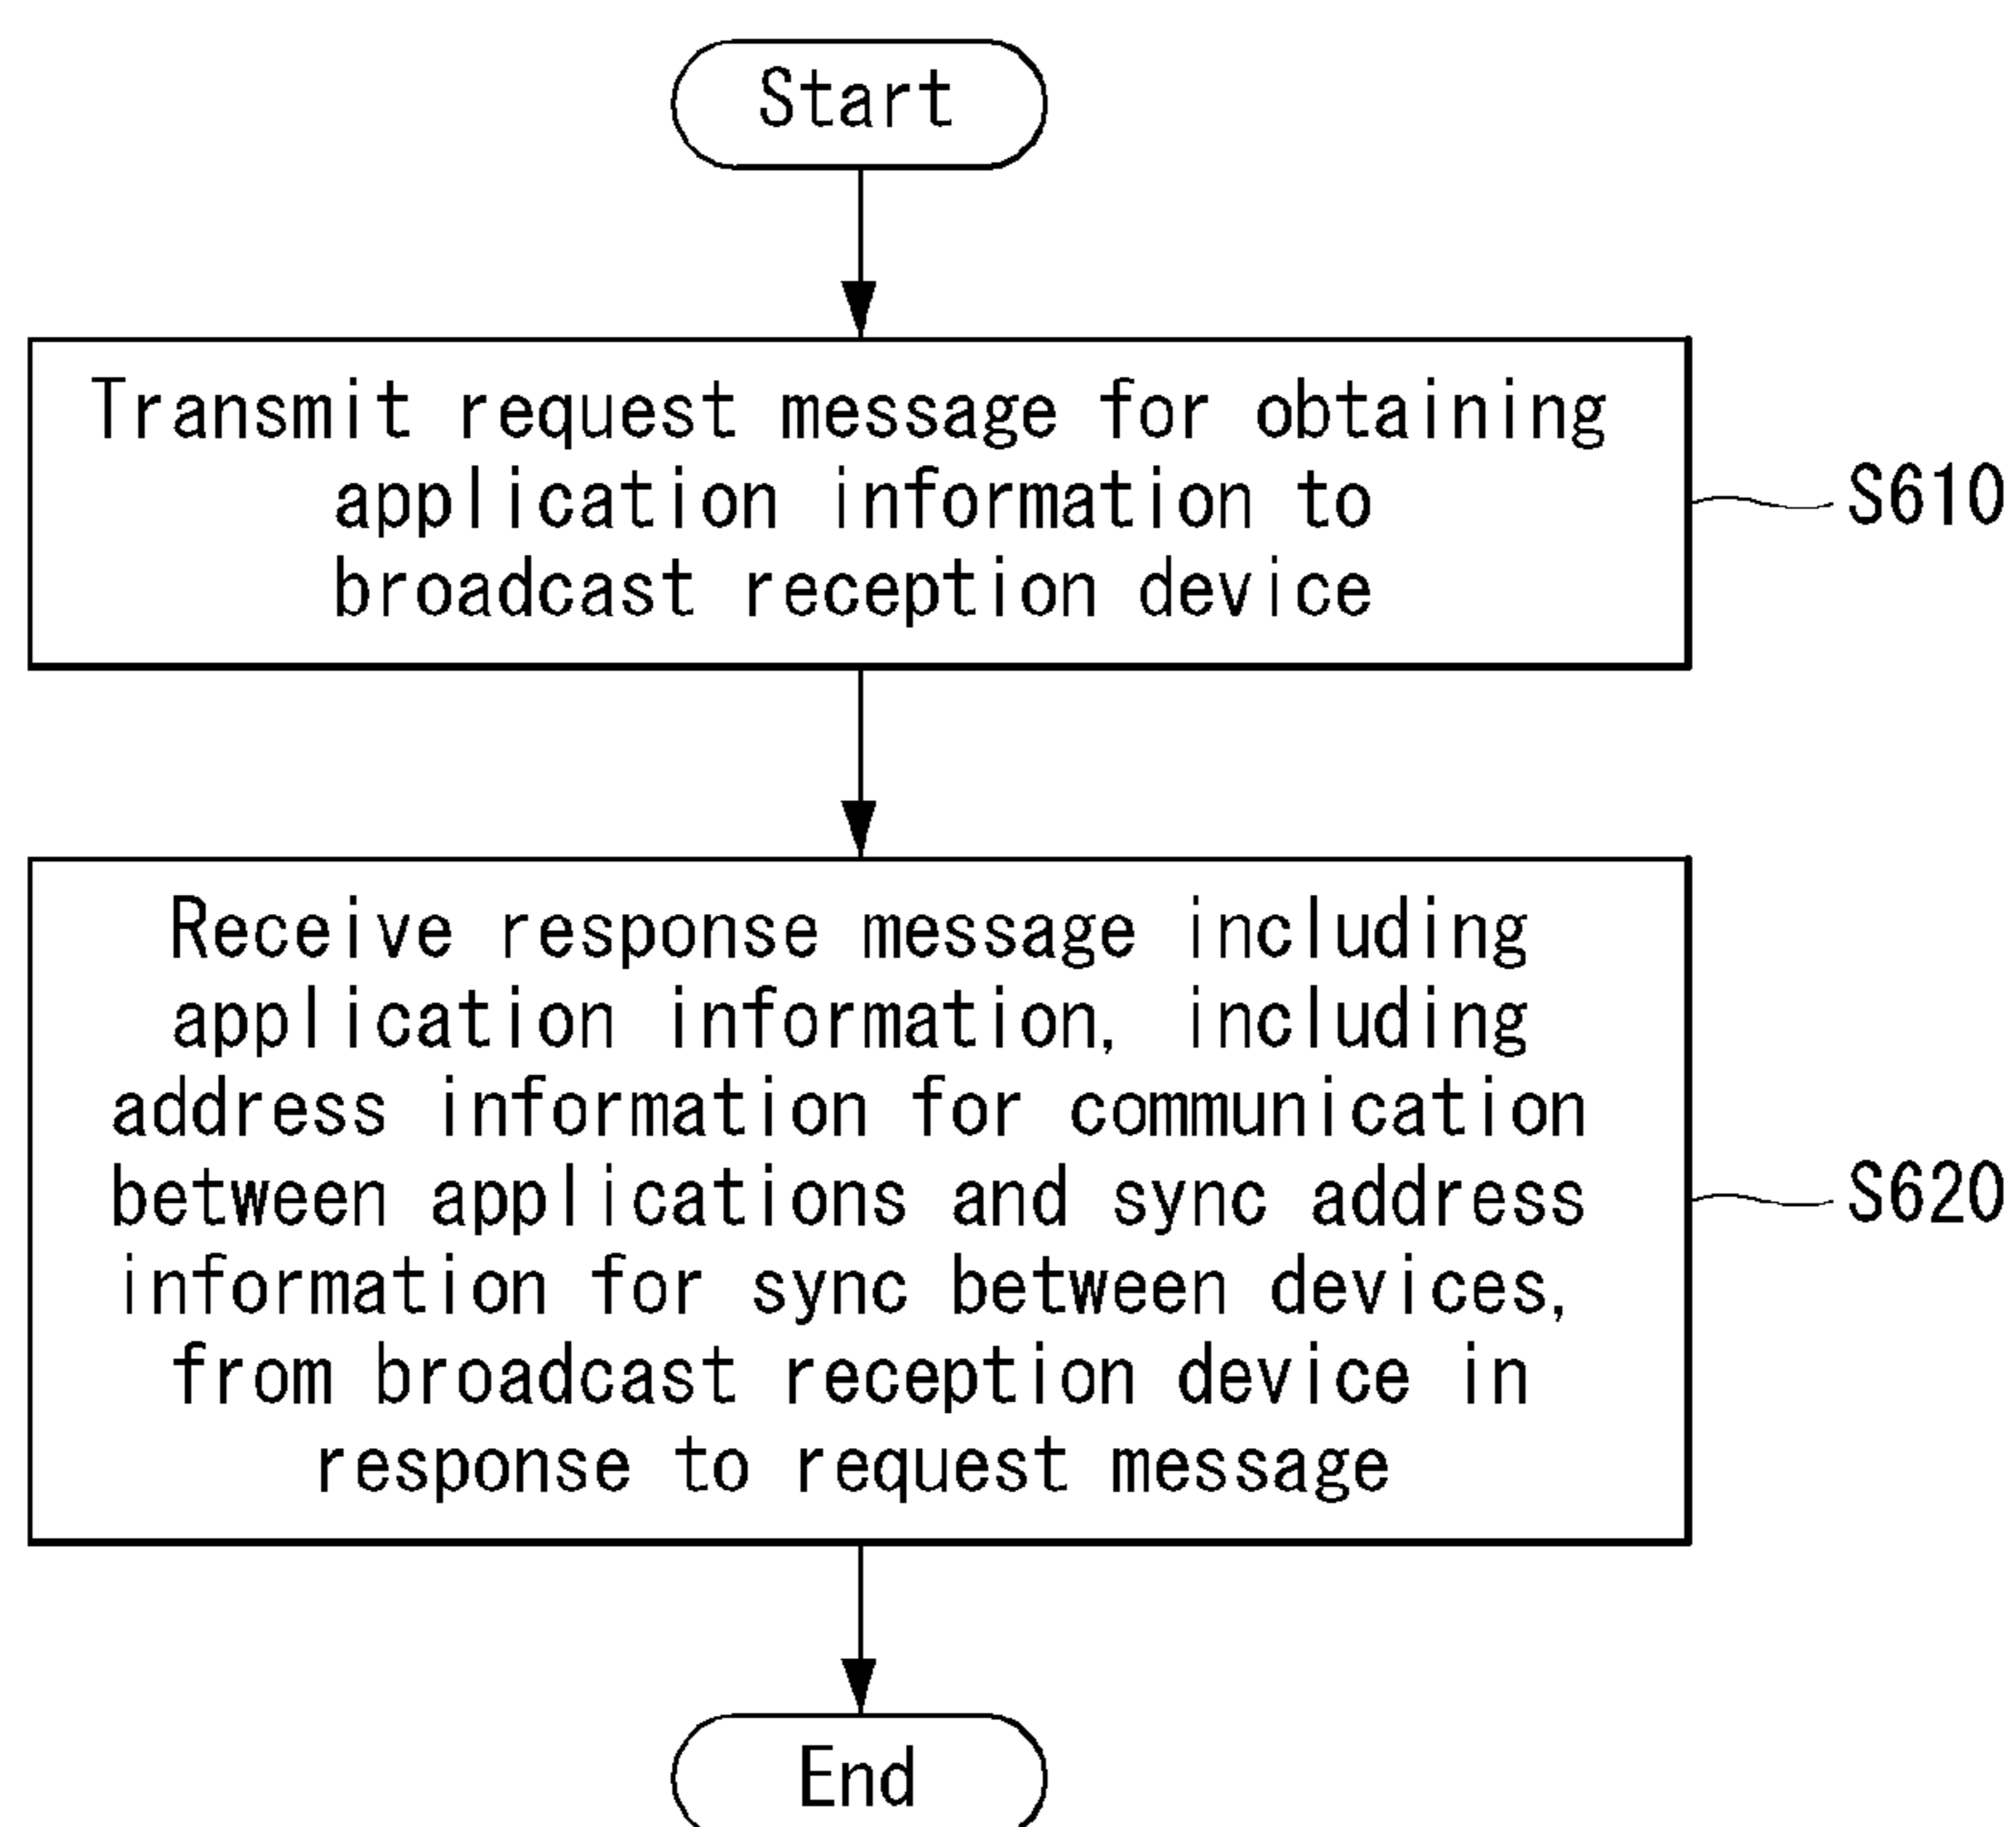 Start
Transmit request message for obtaining
application information to
broadcast reception device
S610
Receive response message including
application information, including
address information for communication
between applications and sync address
information for sync between devices,
from broadcast reception device in
response to request message
S620
End